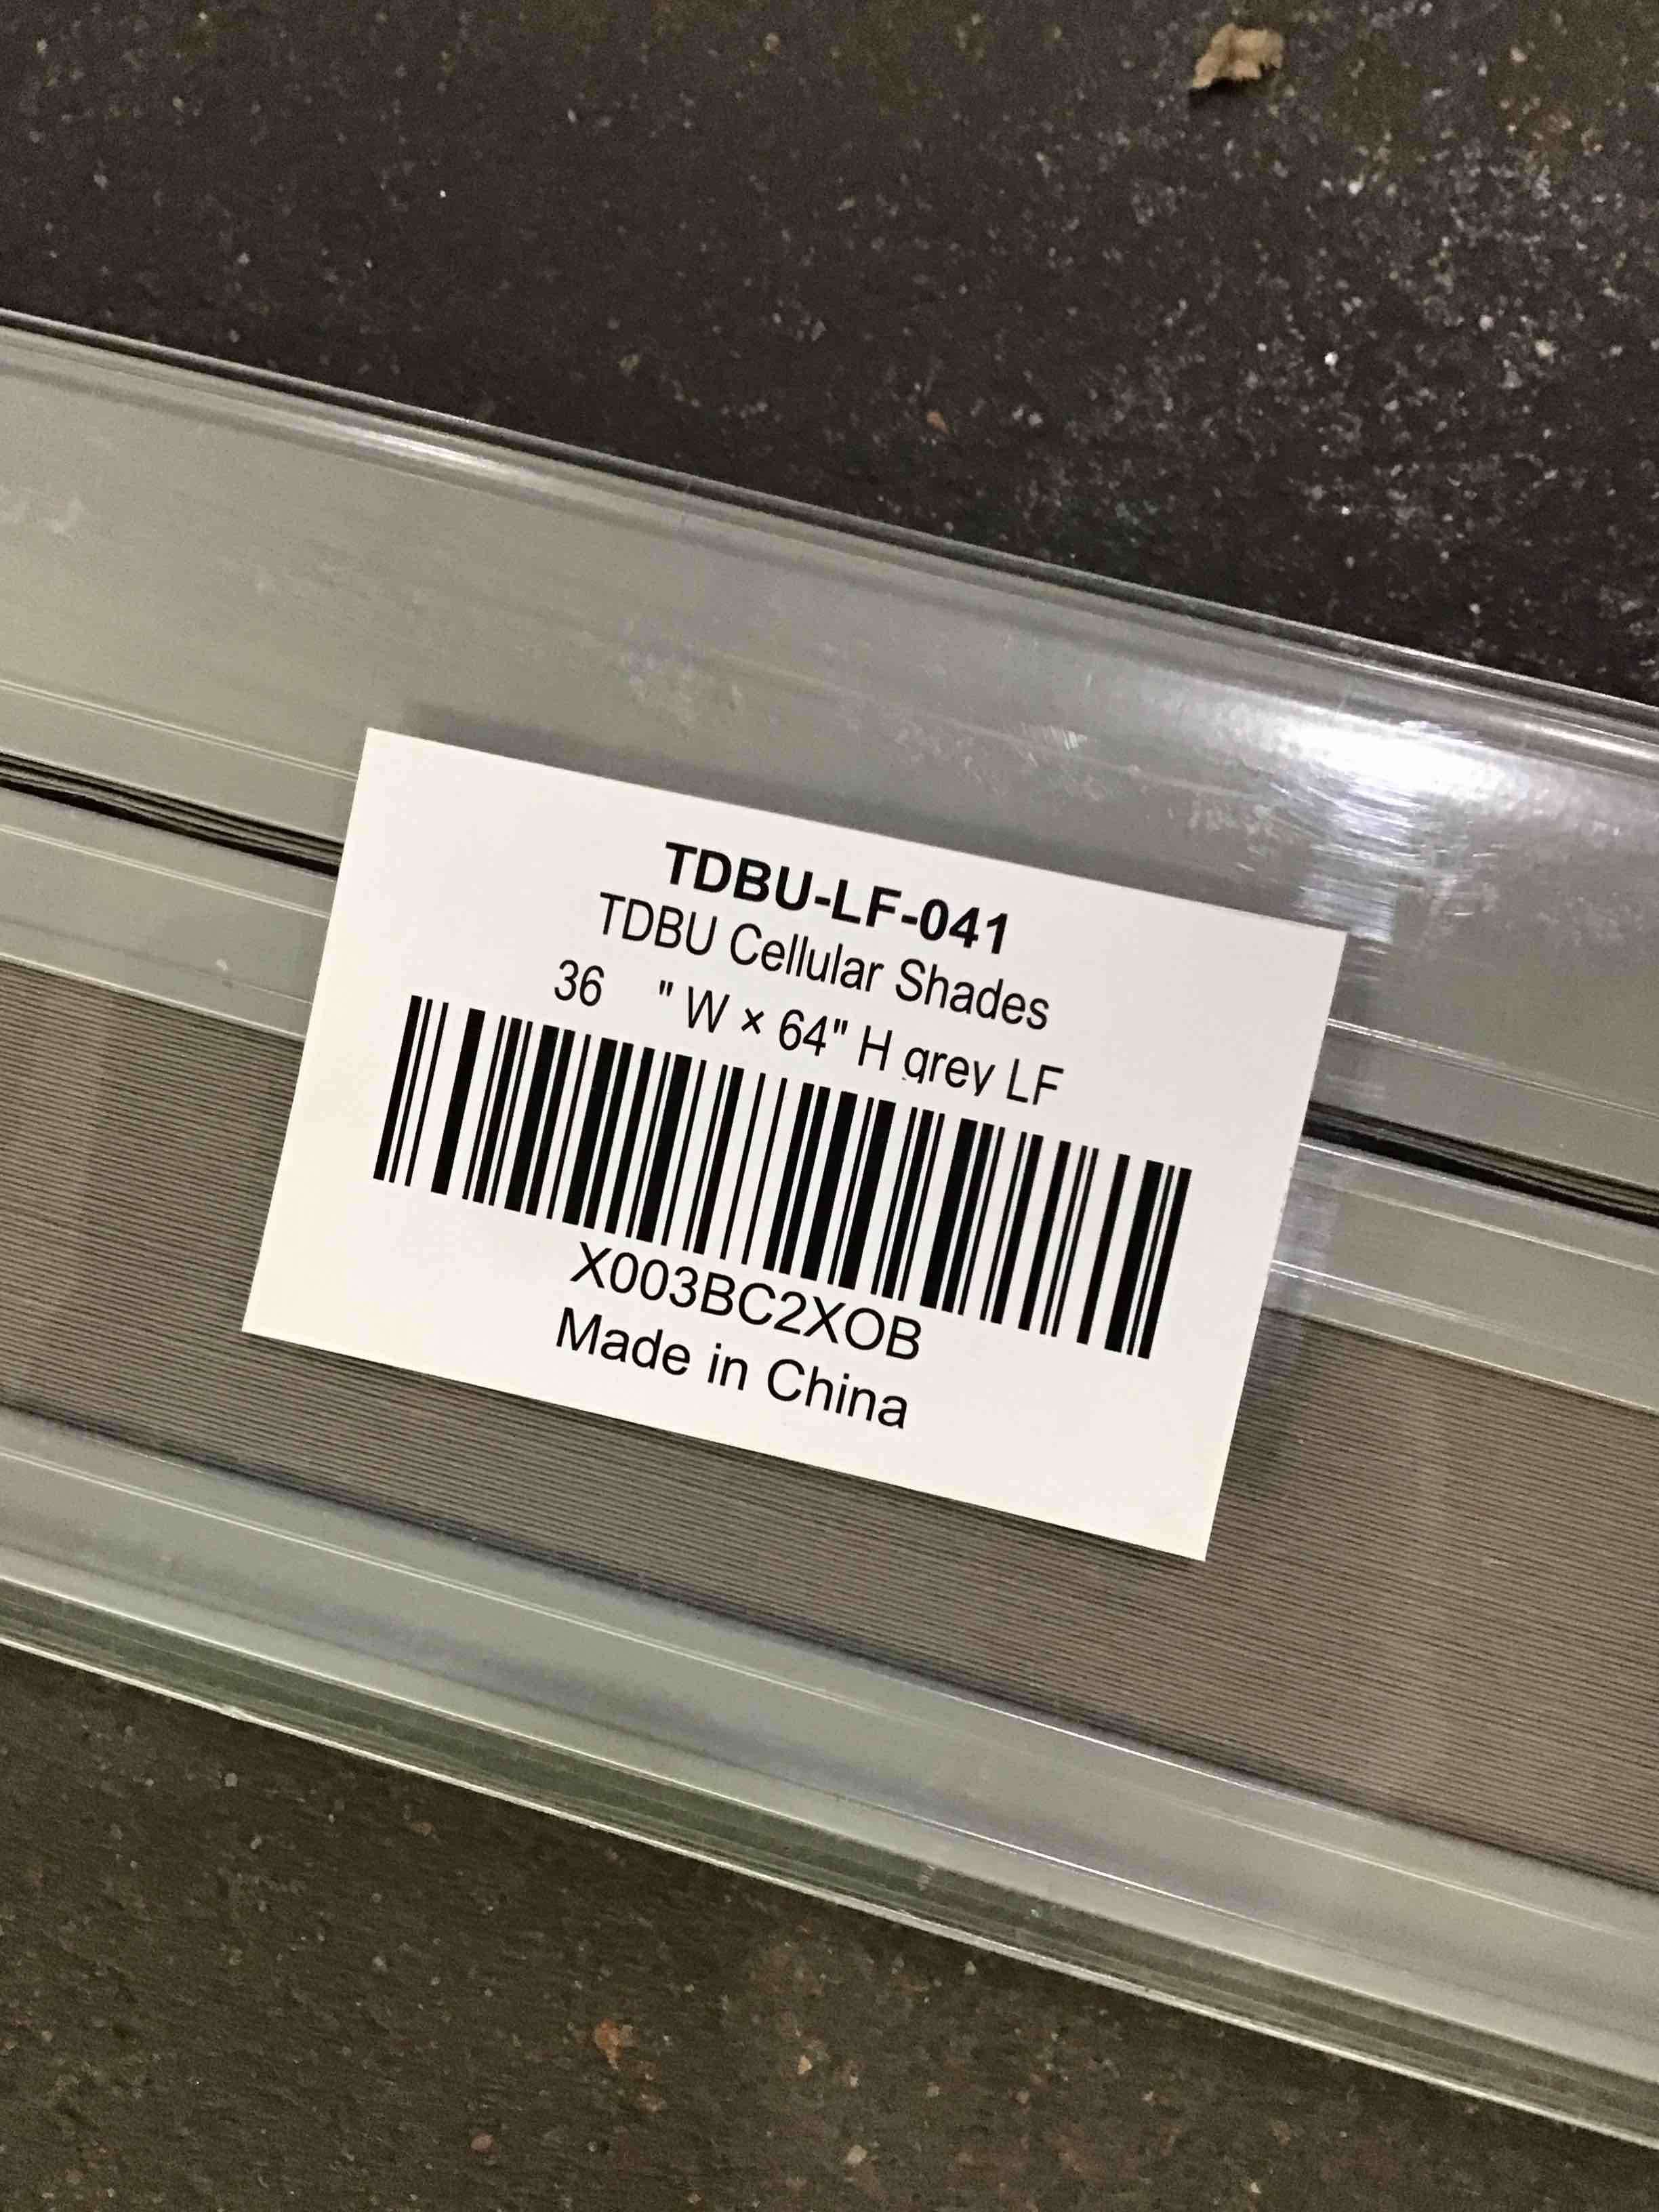 TDBU-LF-041
TDBU Cellular Shades
36 " W × 64" H grey LF
X003BC2XOB
Made in China